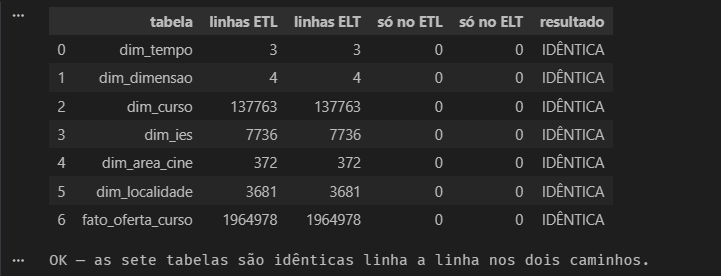 ...
tabela linhas ETL linhas ELT só no ETL só no ELT resultado
0 dim_tempo 3 3 0 0 IDÊNTICA
1 dim_dimensao 4 4 0 0 IDÊNTICA
2 dim_curso 137763 137763 0 0 IDÊNTICA
3 dim_ies 7736 7736 0 0 IDÊNTICA
4 dim_area_cine 372 372 0 0 IDÊNTICA
5 dim_localidade 3681 3681 0 0 IDÊNTICA
6 fato_oferta_curso 1964978 1964978 0 0 IDÊNTICA
... OK — as sete tabelas são idênticas linha a linha nos dois caminhos.